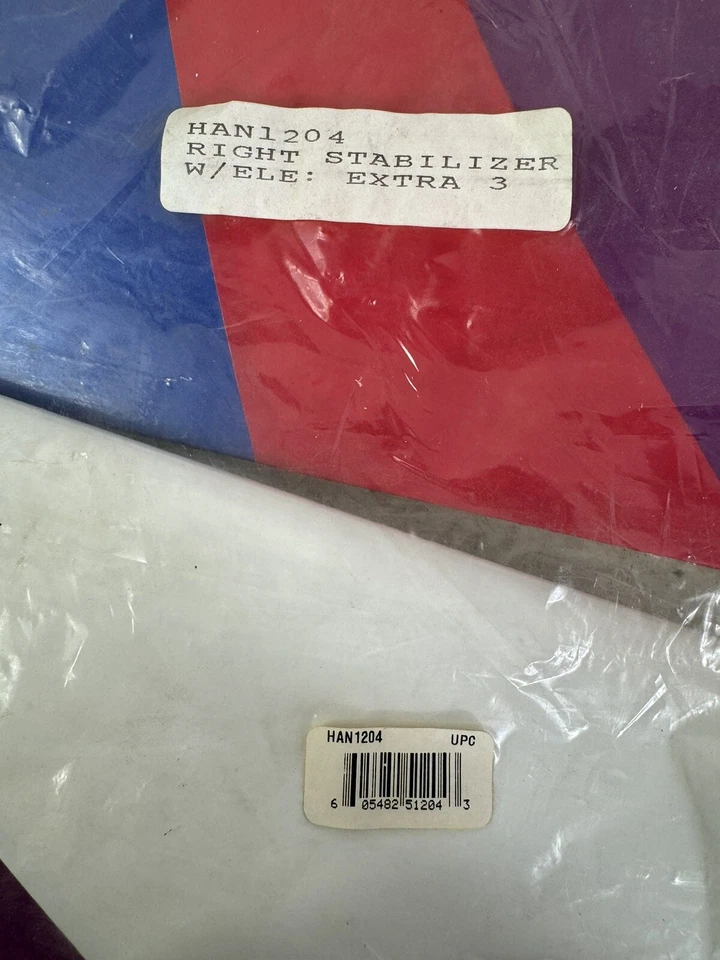 HAN1204
RIGHT STABILIZER
W/ELE: EXTRA 3
HAN1204 UPC
6 05482 51204 3